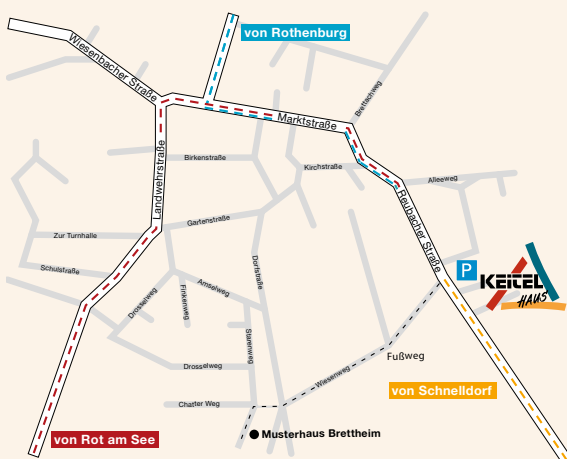 von Rothenburg
Wiesenbacher Straße
Brettachweg
Marktstraße
Landwehrstraße
Birkenstraße
Kirchstraße
Alleeweg
Reubacher Straße
Gartenstraße
Zur Turnhalle
Schulstraße
Dorfstraße
P
KEITEL
HAUS
Drosselweg
Finkenweg
Amselweg
Starenweg
Fußweg
Drosselweg
Wiesenweg
von Schnelldorf
Chatter Weg
von Rot am See
Musterhaus Brettheim